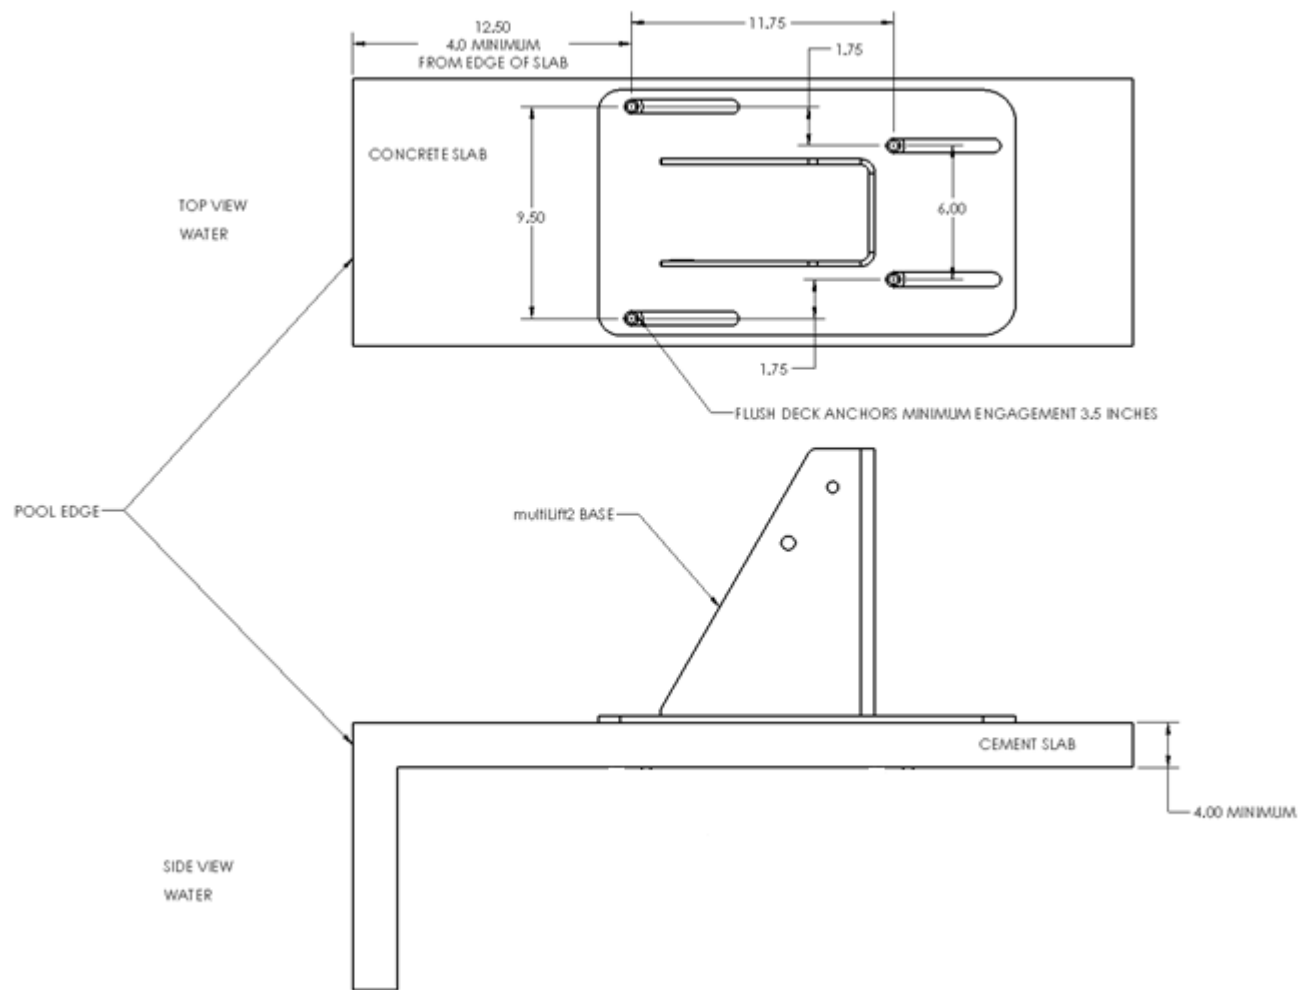 12.50
4.0 MINIMUM
FROM EDGE OF SLAB
11.75
1.75
CONCRETE SLAB
TOP VIEW
WATER
9.50
6.00
1.75
FLUSH DECK ANCHORS MINIMUM ENGAGEMENT 3.5 INCHES
POOL EDGE
multiLift2 BASE
CEMENT SLAB
4.00 MINIMUM
SIDE VIEW
WATER